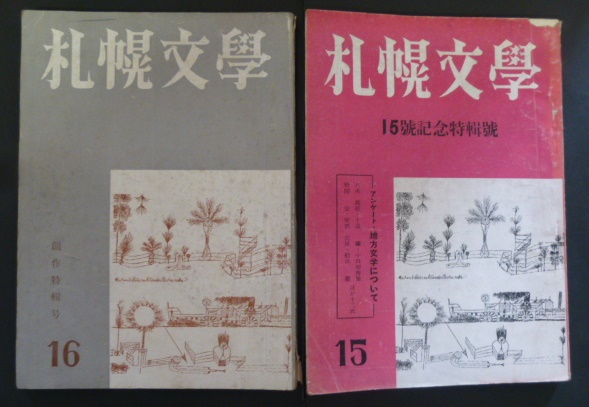 札幌文學
創作特輯号
16
札幌文學
15號記念特輯號
アンケート・地方文学について
15